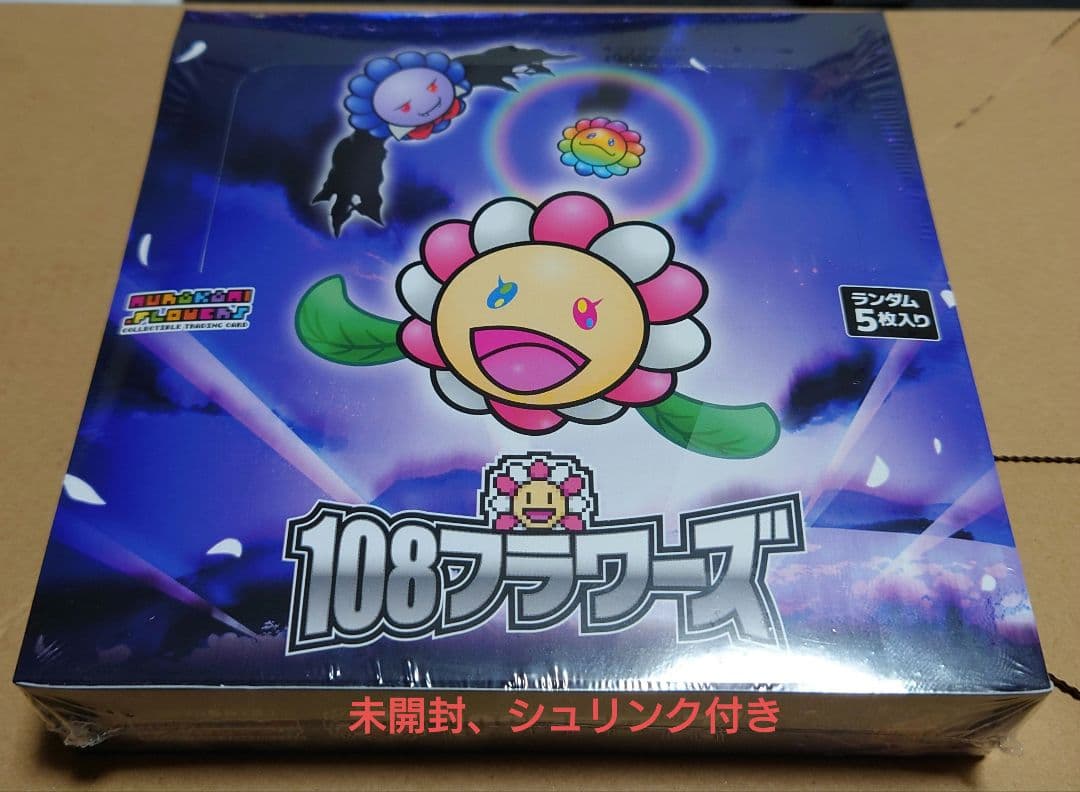 MURAKAMI
.FLOWERS
COLLECTIBLE TRADING CARD
ランダム
5枚入り
108フラワーズ
未開封、シュリンク付き